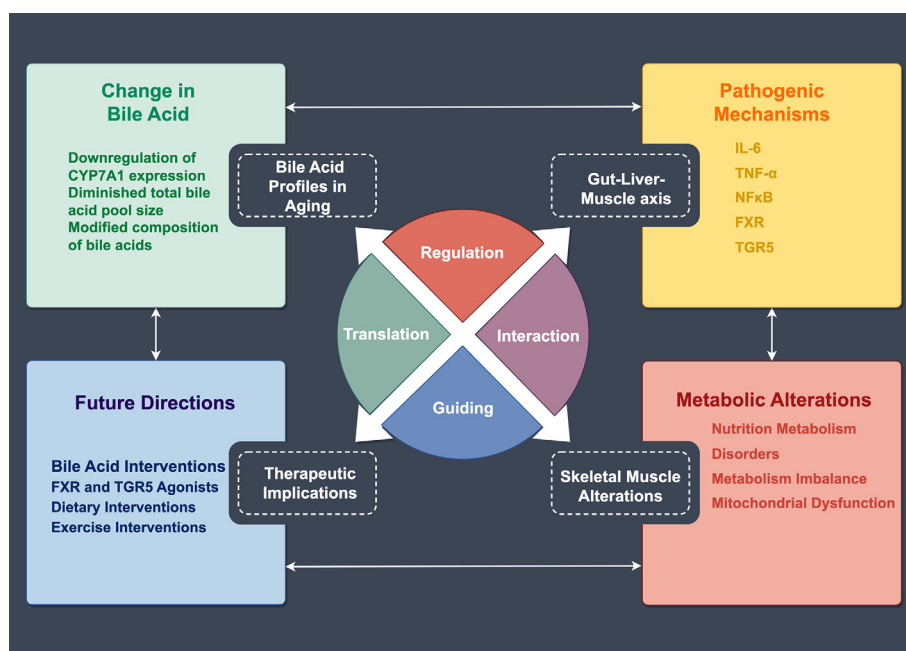 Change in
Bile Acid
Downregulation of
CYP7A1 expression
Diminished total bile
acid pool size
Modified composition
of bile acids
Bile Acid
Profiles in
Aging
Pathogenic
Mechanisms
IL-6
TNF-α
NFκB
FXR
TGR5
Gut-Liver-
Muscle axis
Regulation
Translation
Interaction
Guiding
Future Directions
Bile Acid Interventions
FXR and TGR5 Agonists
Dietary Interventions
Exercise Interventions
Therapeutic
Implications
Metabolic Alterations
Nutrition Metabolism
Disorders
Metabolism Imbalance
Mitochondrial Dysfunction
Skeletal Muscle
Alterations